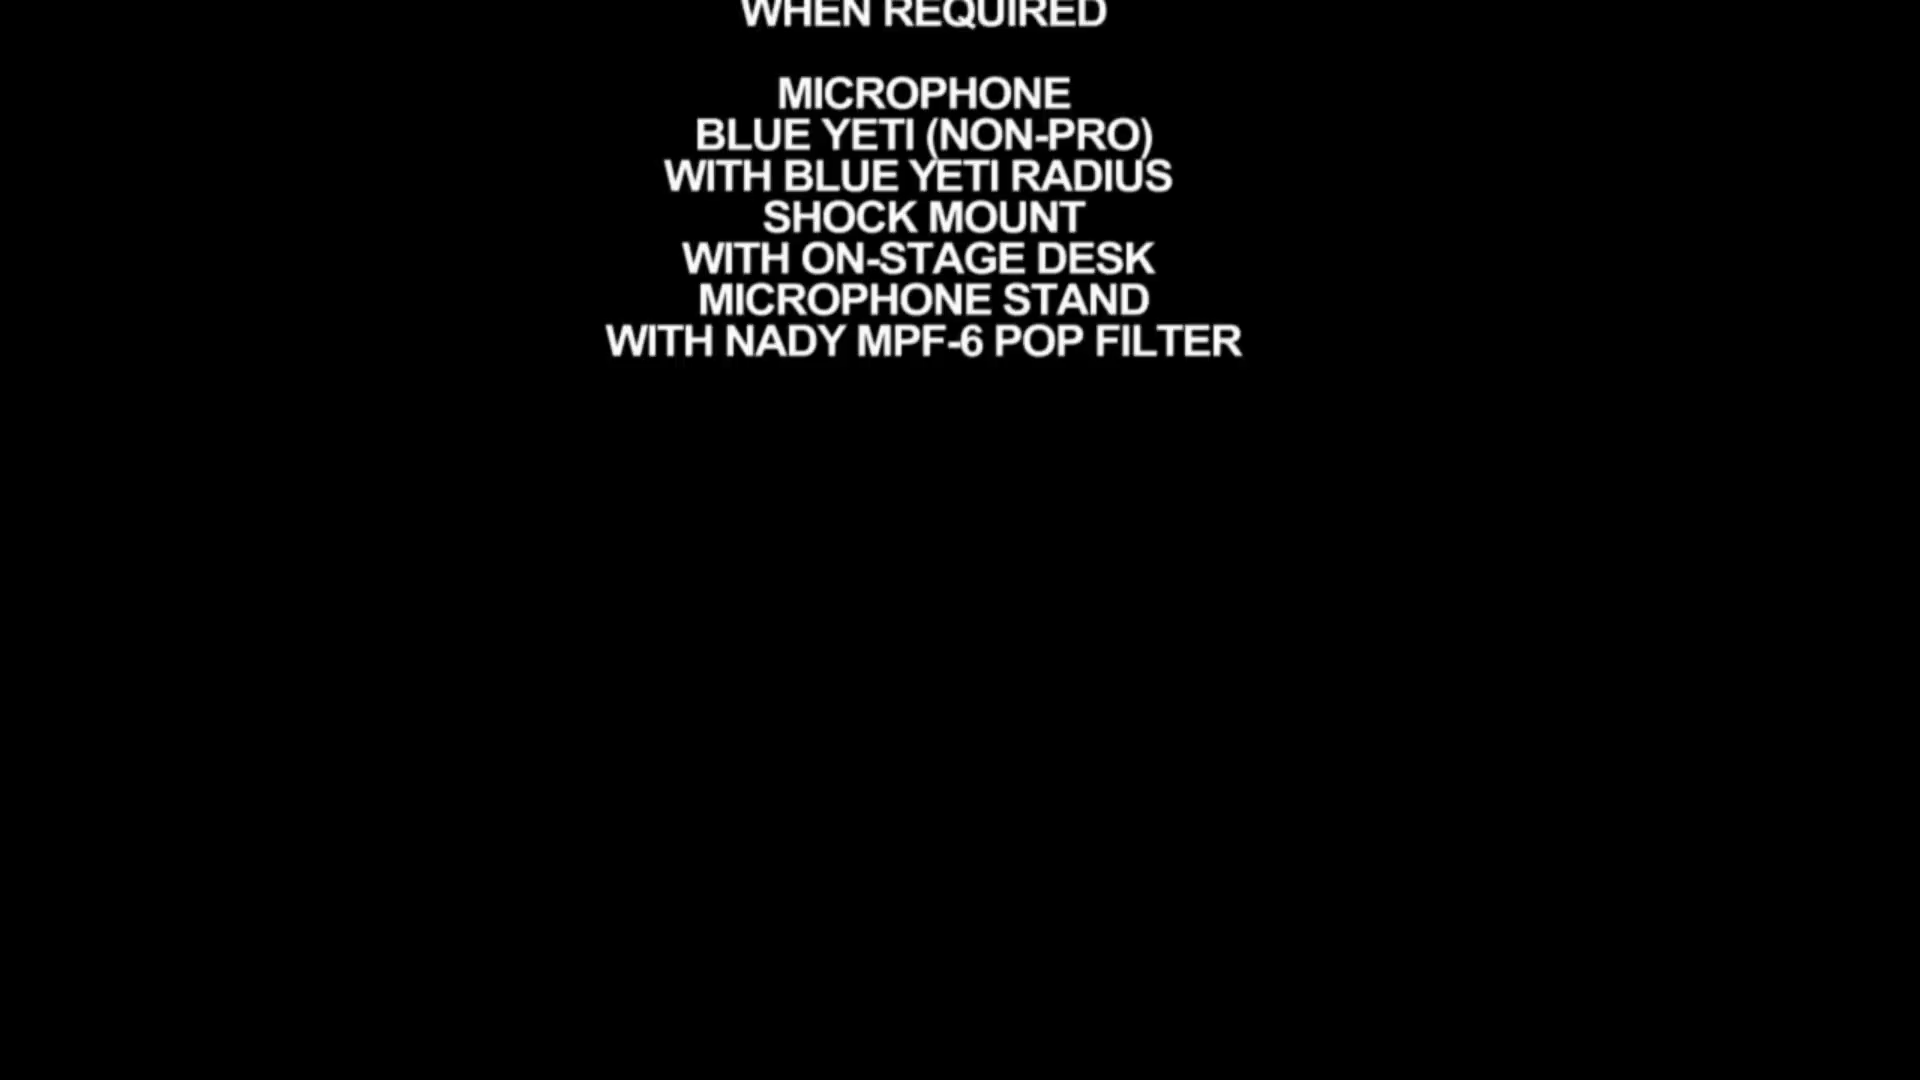 WHEN REQUIRED
MICROPHONE
BLUE YETI (NON-PRO)
WITH BLUE YETI RADIUS
SHOCK MOUNT
WITH ON-STAGE DESK
MICROPHONE STAND
WITH NADY MPF-6 POP FILTER